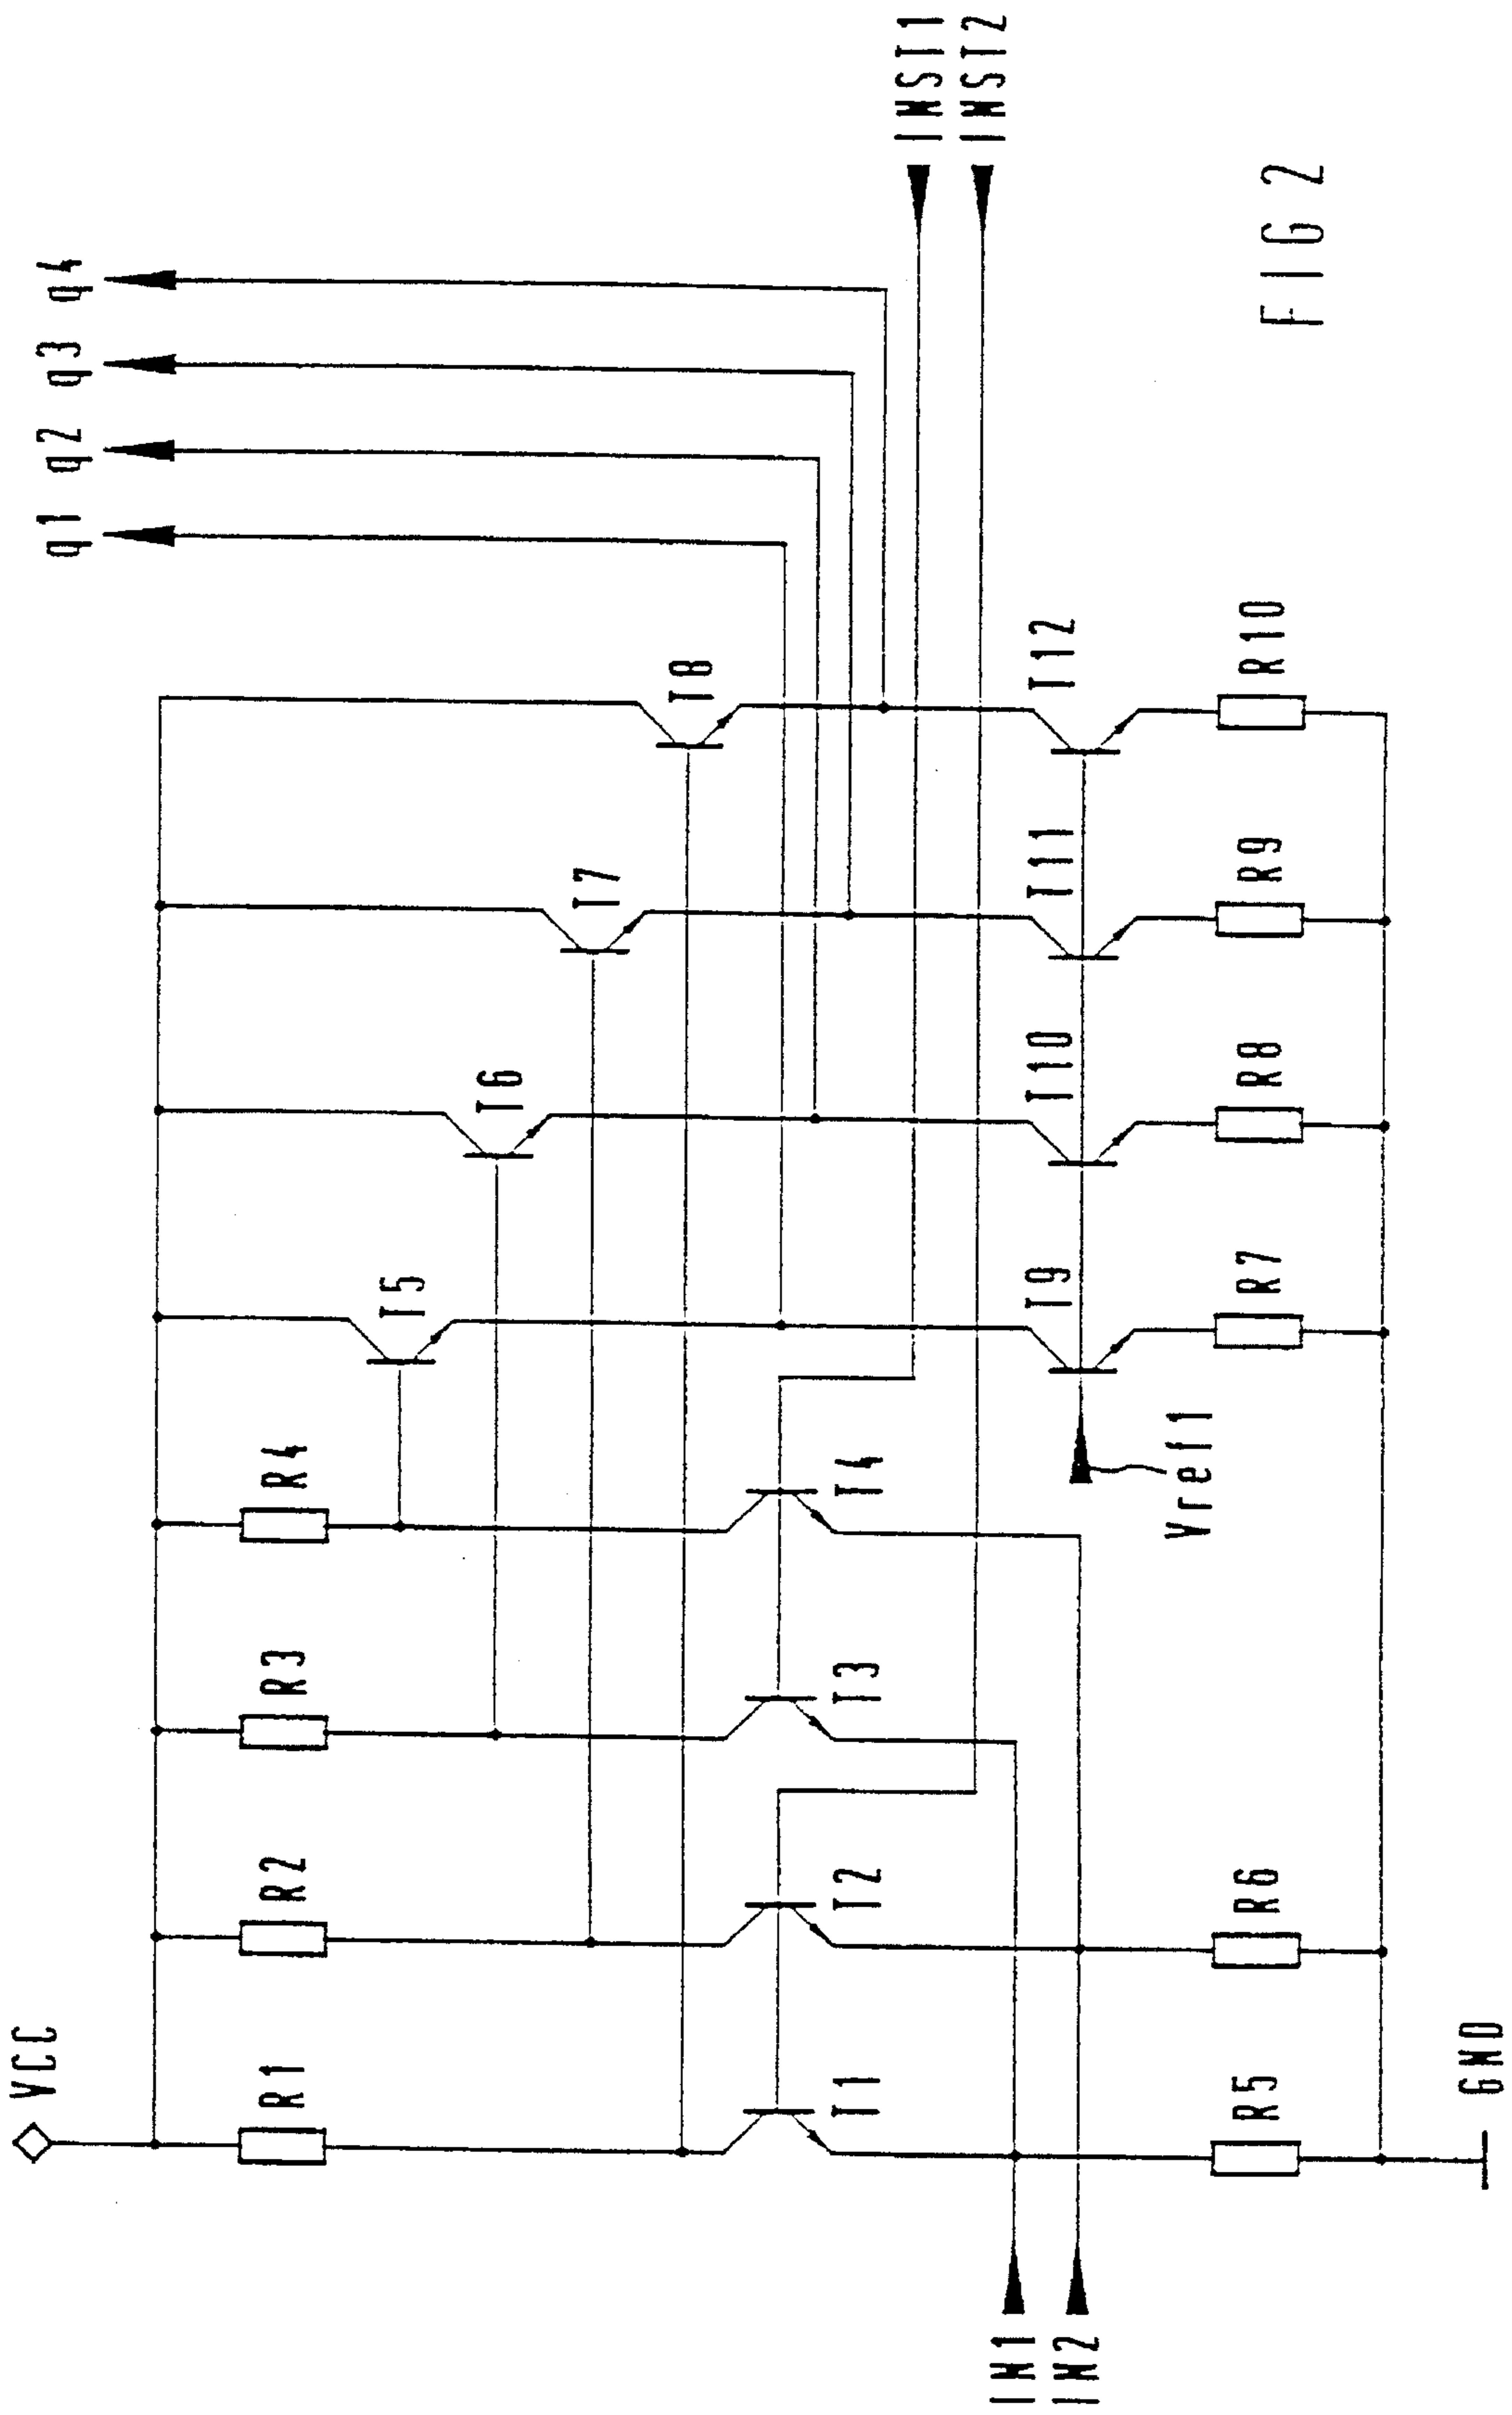 VCC
q1 q2 q3 q4
R1 R2 R3 R4
T5
T6
T7
T8
T1 T2 T3 T4
INST1
INST2
IN1
IN2
T9 T10 T11 T12
Vref1
R5 R6 R7 R8 R9 R10
GND
FIG 2